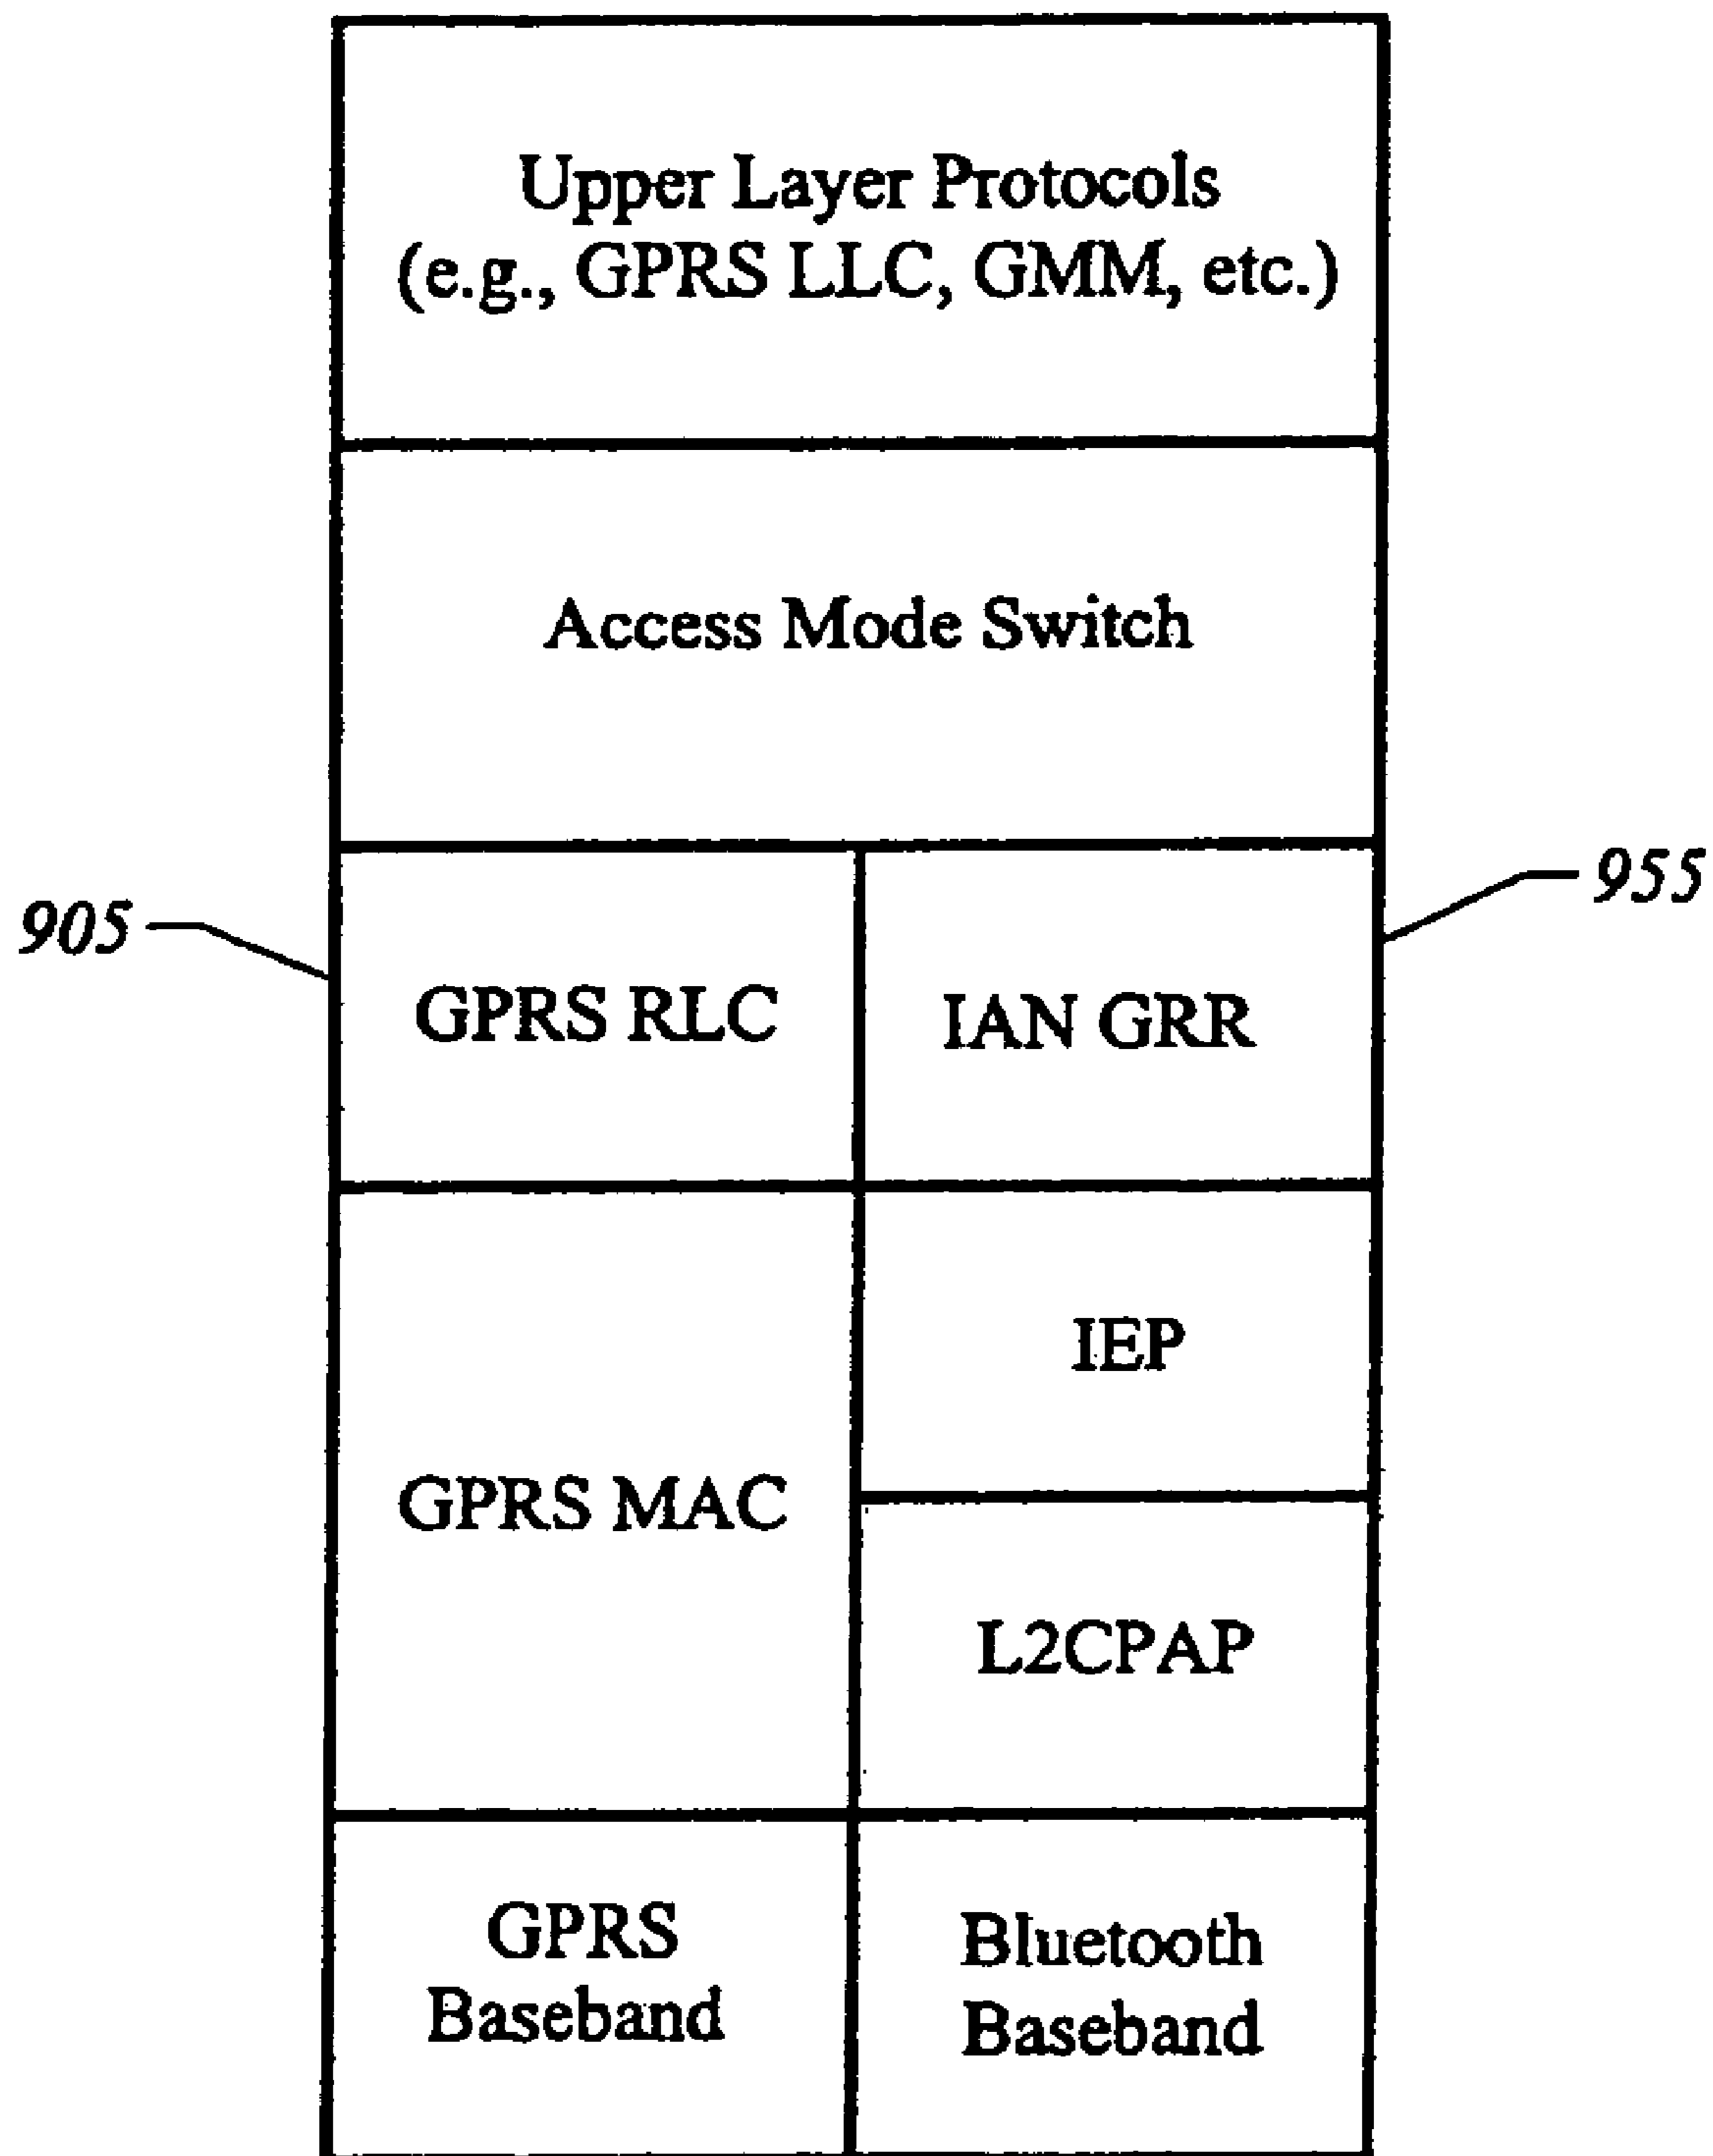 Upper Layer Protocols
(e.g., GPRS LLC, GMM, etc.)
Access Mode Switch
905
955
GPRS RLC
IAN GRR
IEP
GPRS MAC
L2CPAP
GPRS
Baseband
Bluetooth
Baseband